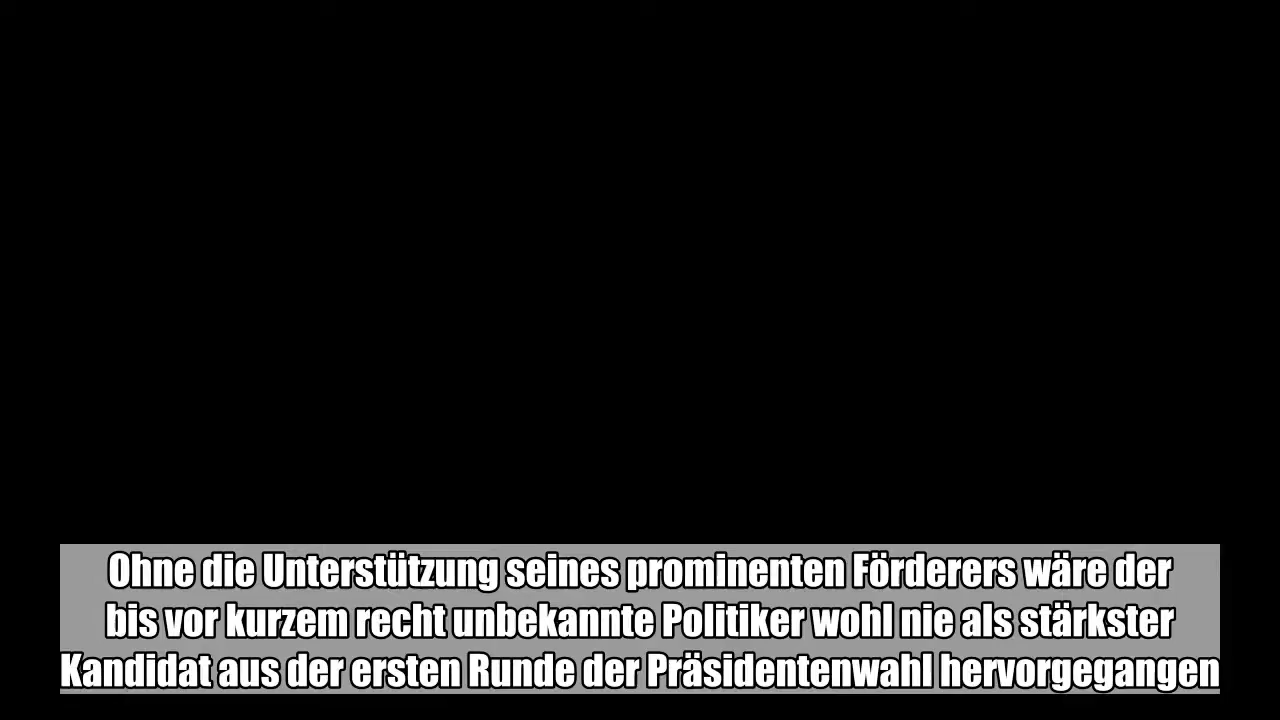 Ohne die Unterstützung seines prominenten Förderers wäre der
bis vor kurzem recht unbekannte Politiker wohl nie als stärkster
Kandidat aus der ersten Runde der Präsidentenwahl hervorgegangen